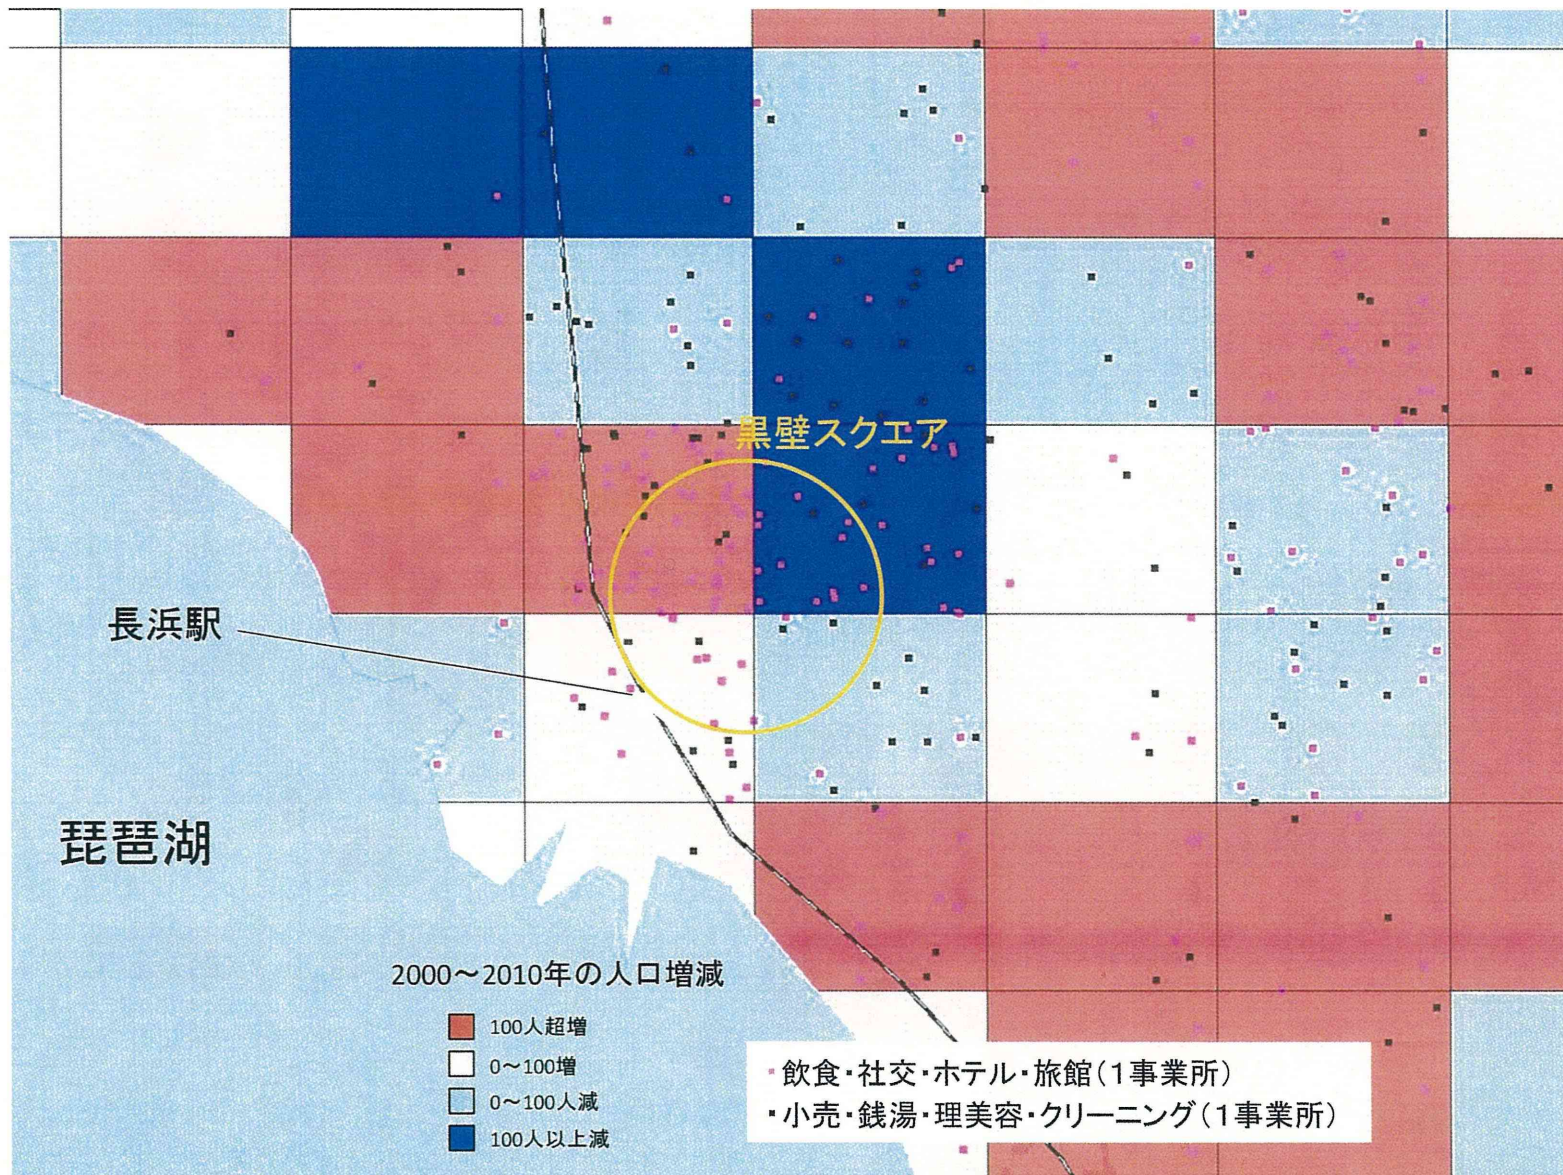 黒壁スクエア
長浜駅
琵琶湖
2000～2010年の人口増減
100人超増
0～100増
0～100人減
100人以上減
飲食・社交・ホテル・旅館(1事業所)
小売・銭湯・理美容・クリーニング(1事業所)